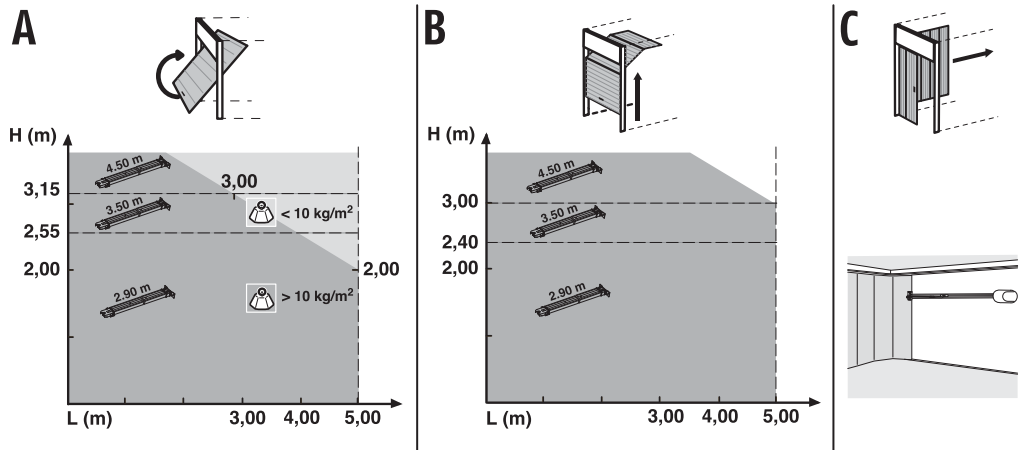 A
H (m)
4.50 m
3,15
3,00
3.50 m
< 10 kg/m²
2,55
2,00
2,00
2.90 m
> 10 kg/m²
L (m)
3,00
4,00
5,00
B
H (m)
4.50 m
3,00
3.50 m
2,40
2,00
2.90 m
L (m)
3,00
4,00
5,00
C